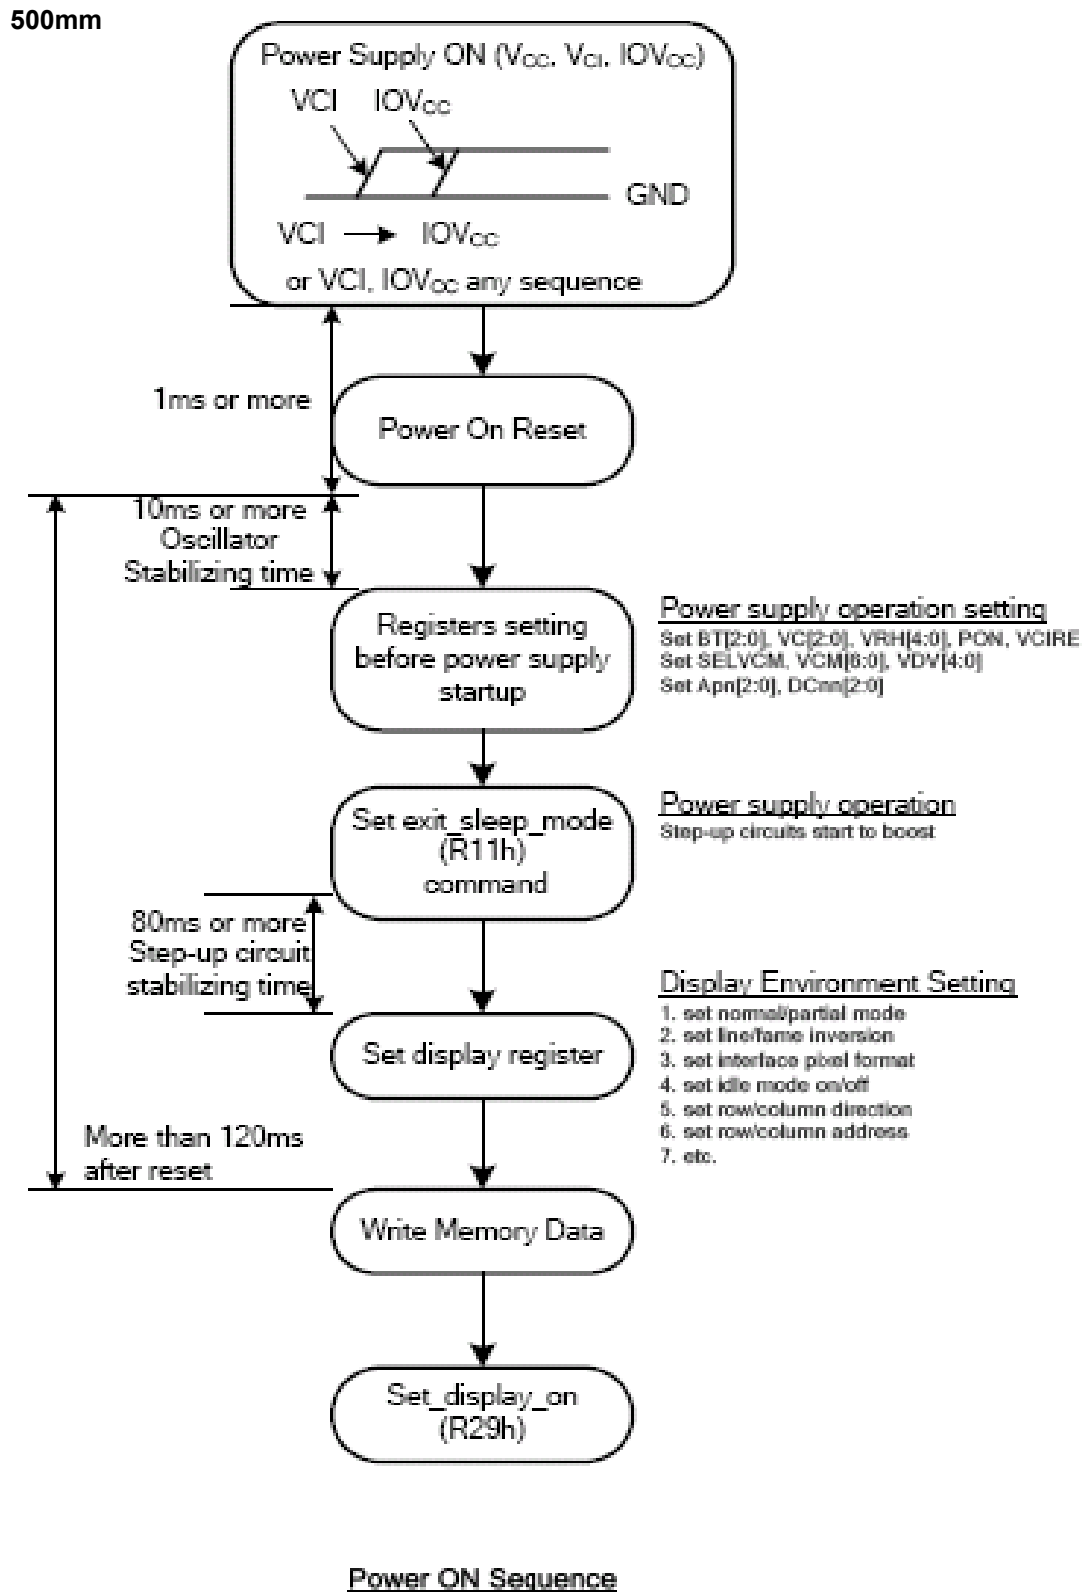 500mm
Power Supply ON (VCC, VCI, IOVCC)
VCI IOVCC
GND
VCI IOVCC
or VCI, IOVCC any sequence
1ms or more
Power On Reset
10ms or more
Oscillator
Stabilizing time
Registers setting
before power supply
startup
Power supply operation setting
Set BT[2:0], VC[2:0], VRH[4:0], PON, VCIRE
Set SELVCM, VCM[6:0], VDV[4:0]
Set Apn[2:0], DCnn[2:0]
Set exit_sleep_mode
(R11h)
command
Power supply operation
Step-up circuits start to boost
80ms or more
Step-up circuit
stabilizing time
Set display register
Display Environment Setting
1. set normal/partial mode
2. set line/fame inversion
3. set interface pixel format
4. set idle mode on/off
5. set row/column direction
6. set row/column address
7. etc.
More than 120ms
after reset
Write Memory Data
Set_display_on
(R29h)
Power ON Sequence